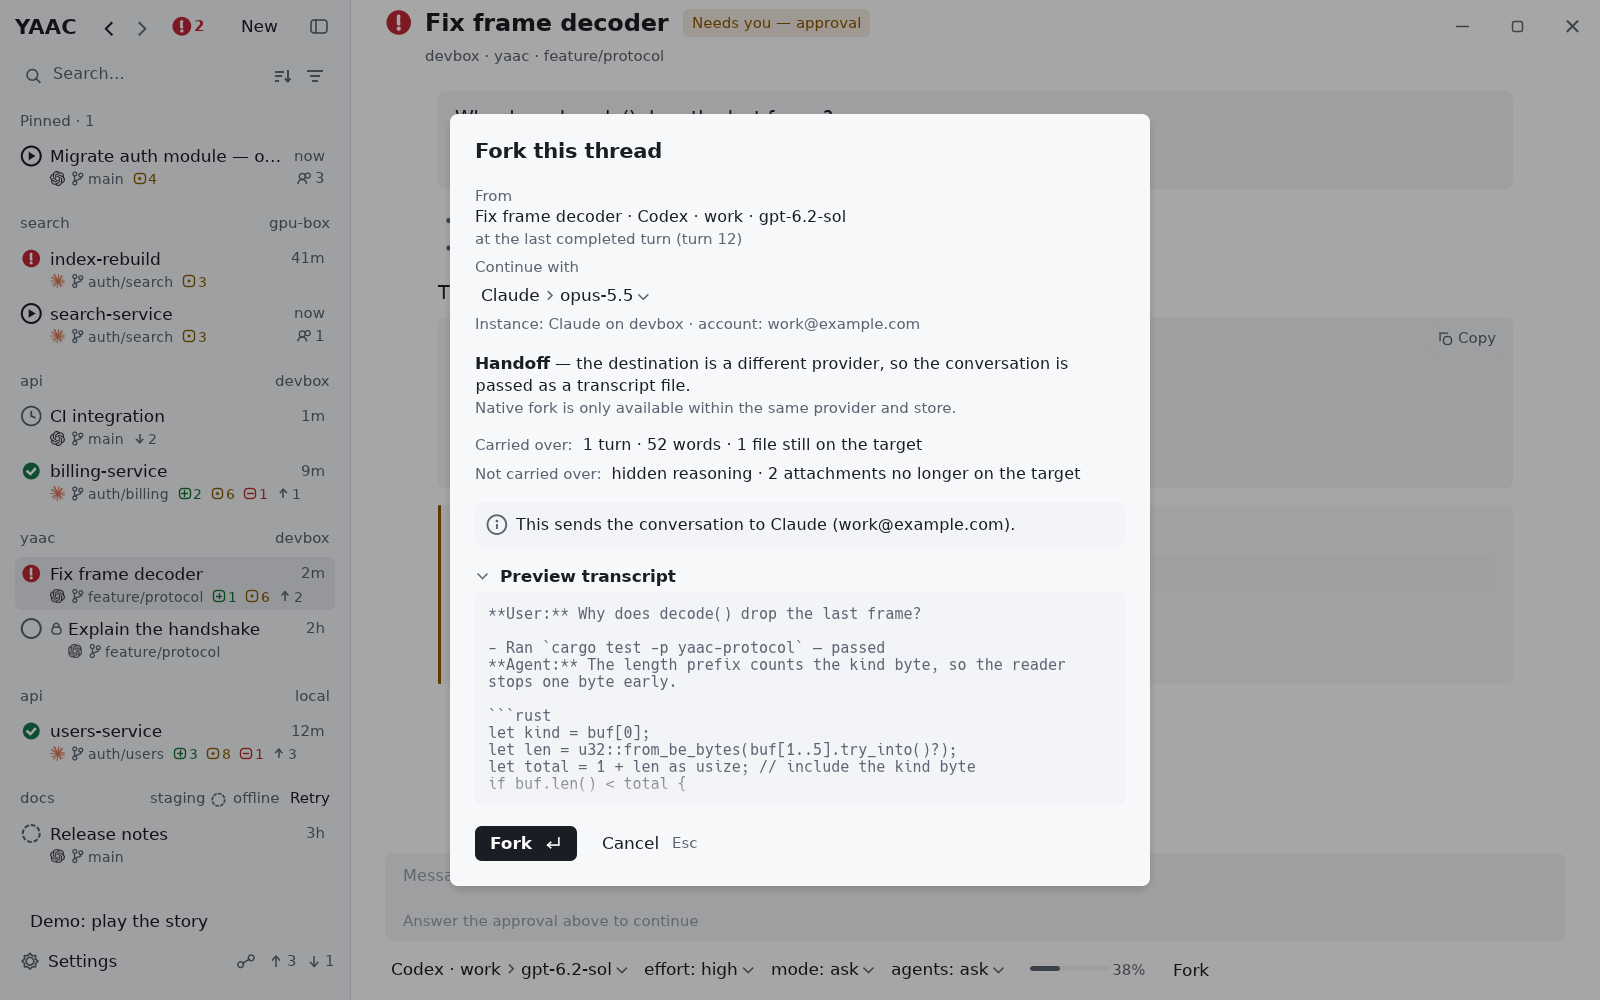 YAAC
2
New
Search...
Pinned · 1
Migrate auth module — o... now
main 4 3
search gpu-box
index-rebuild 41m
auth/search 3
search-service now
auth/search 3 1
api devbox
CI integration 1m
main ↓2
billing-service 9m
auth/billing 2 6 1 ↑1
yaac devbox
Fix frame decoder 2m
feature/protocol 1 6 ↑2
Explain the handshake 2h
feature/protocol
api local
users-service 12m
auth/users 3 8 1 ↑3
docs staging offline Retry
Release notes 3h
main
Demo: play the story
Settings ↑3 ↓1
Fix frame decoder Needs you — approval
devbox · yaac · feature/protocol
Copy
Fork this thread
From
Fix frame decoder · Codex · work · gpt-6.2-sol
at the last completed turn (turn 12)
Continue with
Claude > opus-5.5
Instance: Claude on devbox · account: work@example.com
Handoff — the destination is a different provider, so the conversation is
passed as a transcript file.
Native fork is only available within the same provider and store.
Carried over: 1 turn · 52 words · 1 file still on the target
Not carried over: hidden reasoning · 2 attachments no longer on the target
This sends the conversation to Claude (work@example.com).
Preview transcript
**User:** Why does decode() drop the last frame?
- Ran `cargo test -p yaac-protocol` — passed
**Agent:** The length prefix counts the kind byte, so the reader
stops one byte early.
```rust
let kind = buf[0];
let len = u32::from_be_bytes(buf[1..5].try_into()?);
let total = 1 + len as usize; // include the kind byte
if buf.len() < total {
Fork ↵ Cancel Esc
Answer the approval above to continue
Codex · work > gpt-6.2-sol effort: high mode: ask agents: ask 38% Fork